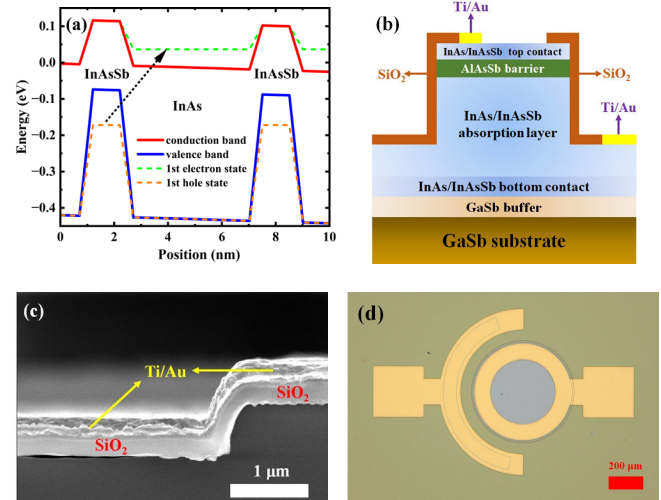 (a)
0.1
0.0
−0.1
−0.2
−0.3
−0.4
Energy (eV)
InAsSb
InAsSb
InAs
conduction band
valence band
1st electron state
1st hole state
0 2 4 6 8 10
Position (nm)
(b)
Ti/Au
InAs/InAsSb top contact
AlAsSb barrier
SiO2
SiO2
Ti/Au
InAs/InAsSb
absorption layer
InAs/InAsSb bottom contact
GaSb buffer
GaSb substrate
(c)
Ti/Au
SiO2
SiO2
1 μm
(d)
200 μm